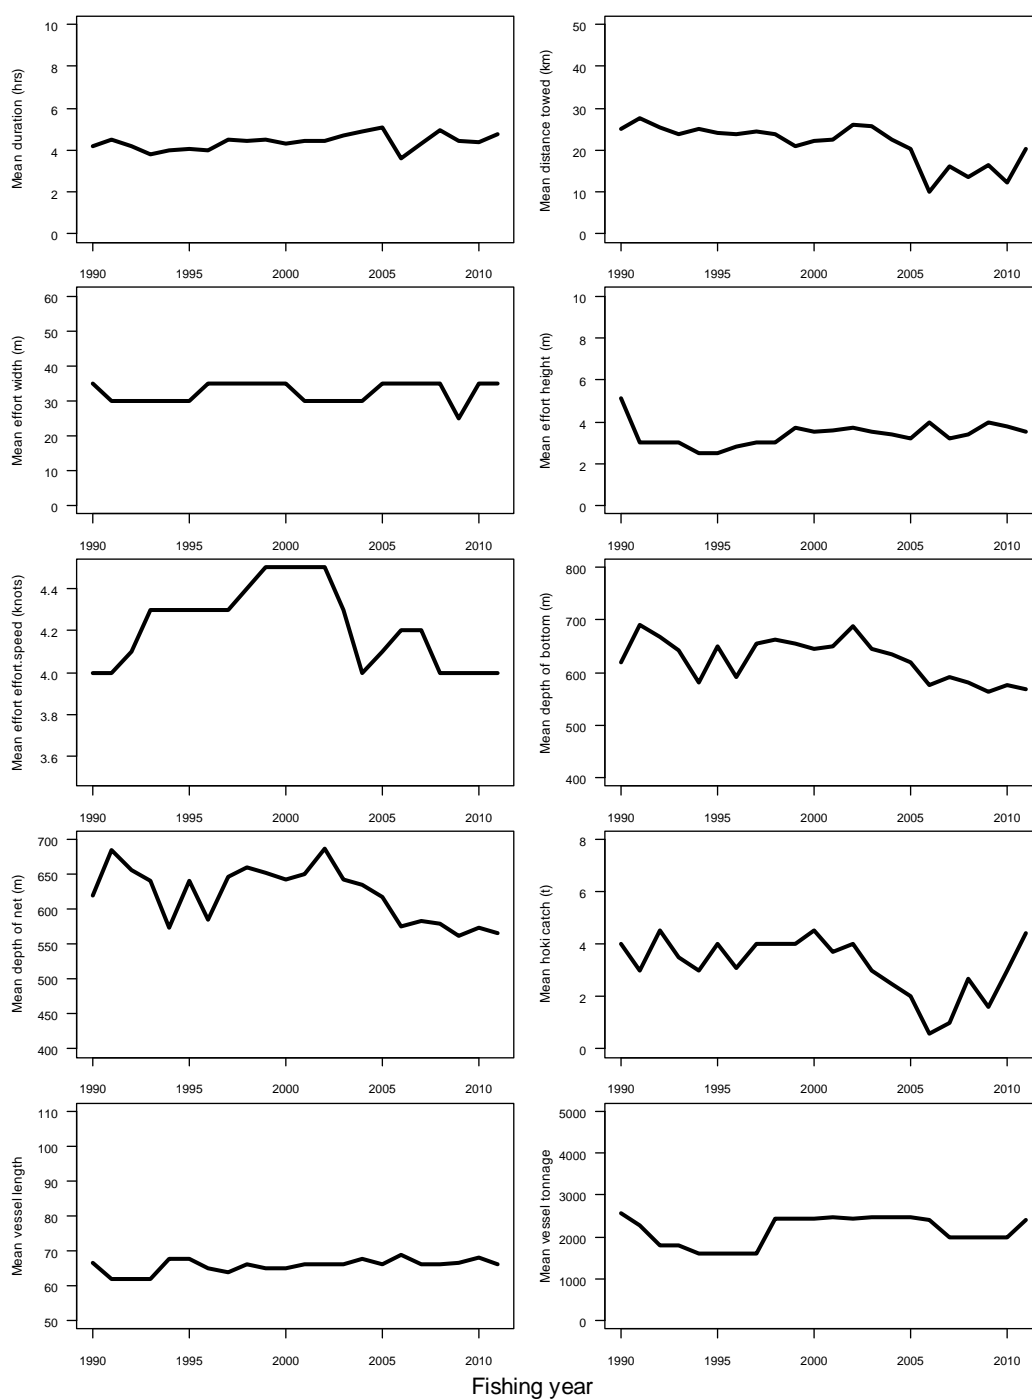 Mean duration (hrs)
10
8
6
4
2
0
1990 1995 2000 2005 2010
Mean distance towed (km)
50
40
30
20
10
0
1990 1995 2000 2005 2010
Mean effort width (m)
60
50
40
30
20
10
0
1990 1995 2000 2005 2010
Mean effort height (m)
10
8
6
4
2
0
1990 1995 2000 2005 2010
Mean effort effort.speed (knots)
4.4
4.2
4.0
3.8
3.6
1990 1995 2000 2005 2010
Mean depth of bottom (m)
800
700
600
500
400
1990 1995 2000 2005 2010
Mean depth of net (m)
700
650
600
550
500
450
400
1990 1995 2000 2005 2010
Mean hoki catch (t)
8
6
4
2
0
1990 1995 2000 2005 2010
Mean vessel length
110
100
90
80
70
60
50
1990 1995 2000 2005 2010
Mean vessel tonnage
5000
4000
3000
2000
1000
0
1990 1995 2000 2005 2010
Fishing year